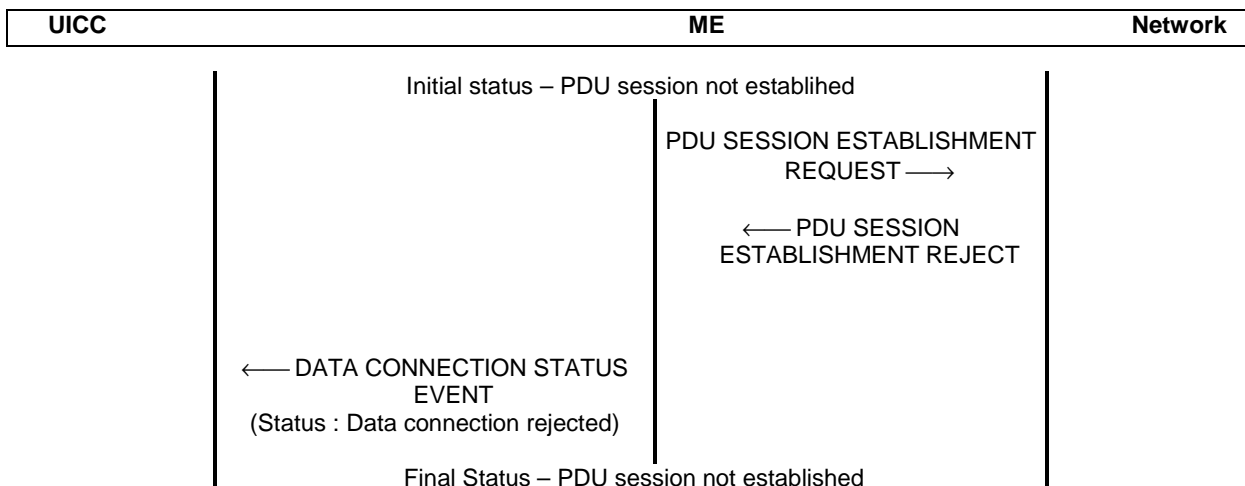 UICC ME Network
Initial status – PDU session not establihed
PDU SESSION ESTABLISHMENT
REQUEST ⟶
⟵ PDU SESSION
ESTABLISHMENT REJECT
⟵ DATA CONNECTION STATUS
EVENT
(Status : Data connection rejected)
Final Status – PDU session not established